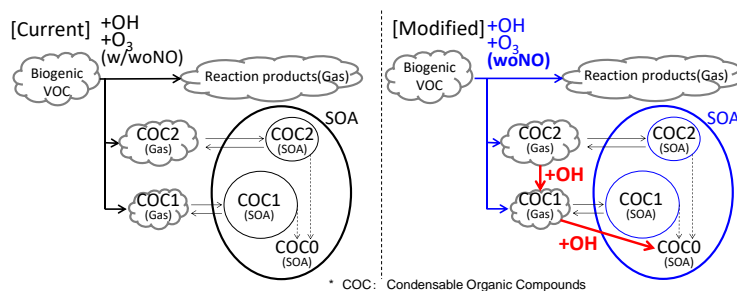 [Current]
+OH
+O3
(w/woNO)
Biogenic
VOC
Reaction products(Gas)
SOA
COC2
(Gas)
COC2
(SOA)
COC1
(Gas)
COC1
(SOA)
COC0
(SOA)
[Modified]
+OH
+O3
(woNO)
Biogenic
VOC
Reaction products(Gas)
SOA
COC2
(Gas)
COC2
(SOA)
+OH
COC1
(Gas)
COC1
(SOA)
+OH
COC0
(SOA)
* COC: Condensable Organic Compounds